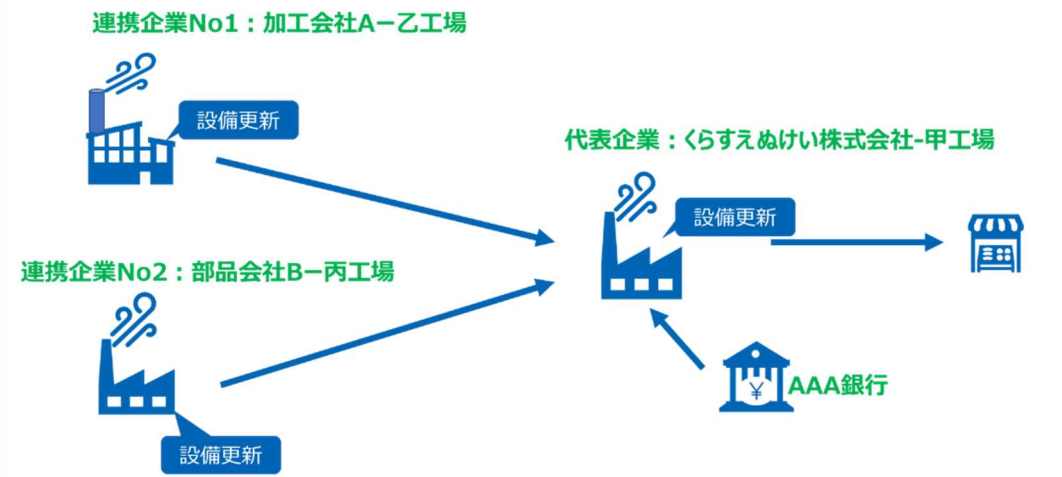 連携企業No1：加工会社Aー乙工場
設備更新
代表企業：くらすえぬけい株式会社-甲工場
設備更新
連携企業No2：部品会社Bー丙工場
設備更新
¥
AAA銀行